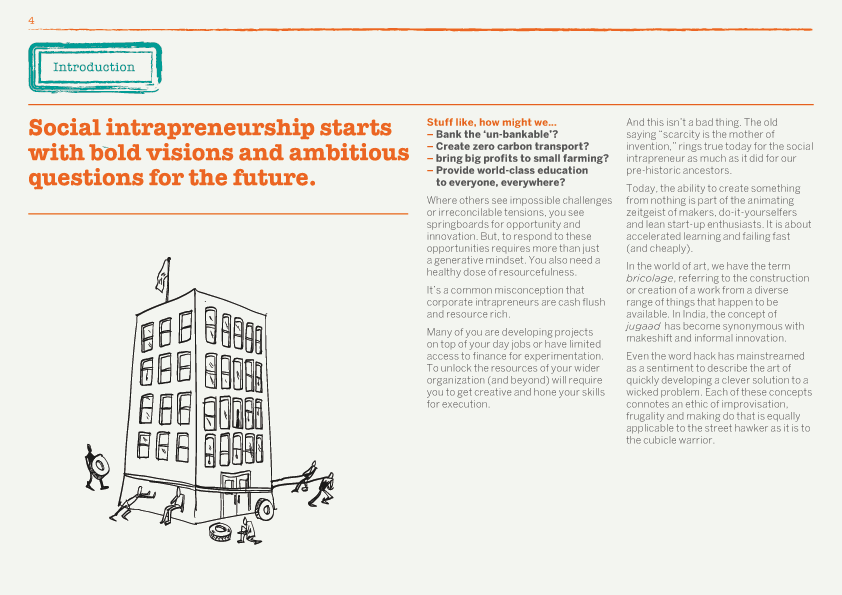 4
Introduction
Social intrapreneurship starts
with bold visions and ambitious
questions for the future.
Stuff like, how might we...
– Bank the ‘un-bankable’?
– Create zero carbon transport?
– bring big profits to small farming?
– Provide world-class education
to everyone, everywhere?
Where others see impossible challenges
or irreconcilable tensions, you see
springboards for opportunity and
innovation. But, to respond to these
opportunities requires more than just
a generative mindset. You also need a
healthy dose of resourcefulness.
It’s a common misconception that
corporate intrapreneurs are cash flush
and resource rich.
Many of you are developing projects
on top of your day jobs or have limited
access to finance for experimentation.
To unlock the resources of your wider
organization (and beyond) will require
you to get creative and hone your skills
for execution.
And this isn’t a bad thing. The old
saying “scarcity is the mother of
invention,” rings true today for the social
intrapreneur as much as it did for our
pre-historic ancestors.
Today, the ability to create something
from nothing is part of the animating
zeitgeist of makers, do-it-yourselfers
and lean start-up enthusiasts. It is about
accelerated learning and failing fast
(and cheaply).
In the world of art, we have the term
bricolage, referring to the construction
or creation of a work from a diverse
range of things that happen to be
available. In India, the concept of
jugaad has become synonymous with
makeshift and informal innovation.
Even the word hack has mainstreamed
as a sentiment to describe the art of
quickly developing a clever solution to a
wicked problem. Each of these concepts
connotes an ethic of improvisation,
frugality and making do that is equally
applicable to the street hawker as it is to
the cubicle warrior.